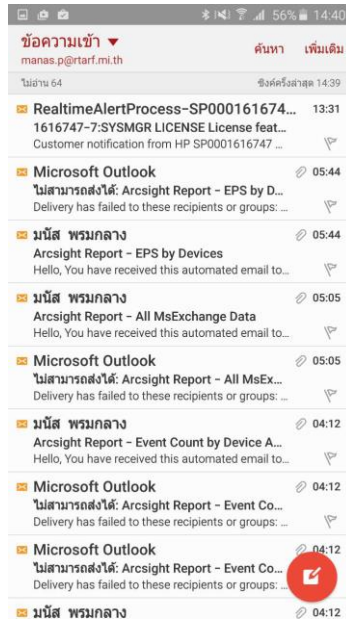 56% 14:40
ข้อความเข้า
ค้นหา เพิ่มเติม
manas.p@rtarf.mi.th
ไม่อ่าน 64 ซิงค์ครั้งล่าสุด 14:39
RealtimeAlertProcess-SP000161674... 13:31
1616747-7:SYSMGR LICENSE License feat...
Customer notification from HP SP0001616747 ...
Microsoft Outlook 05:44
ไม่สามารถส่งได้: Arcsight Report - EPS by D...
Delivery has failed to these recipients or groups: ...
มนัส พรมกลาง 05:44
Arcsight Report - EPS by Devices
Hello, You have received this automated email to...
มนัส พรมกลาง 05:05
Arcsight Report - All MsExchange Data
Hello, You have received this automated email to...
Microsoft Outlook 05:05
ไม่สามารถส่งได้: Arcsight Report - All MsEx...
Delivery has failed to these recipients or groups: ...
มนัส พรมกลาง 04:12
Arcsight Report - Event Count by Device A...
Hello, You have received this automated email to...
Microsoft Outlook 04:12
ไม่สามารถส่งได้: Arcsight Report - Event Co...
Delivery has failed to these recipients or groups: ...
Microsoft Outlook 04:12
ไม่สามารถส่งได้: Arcsight Report - Event Co...
Delivery has failed to these recipients or groups: ...
มนัส พรมกลาง 04:12